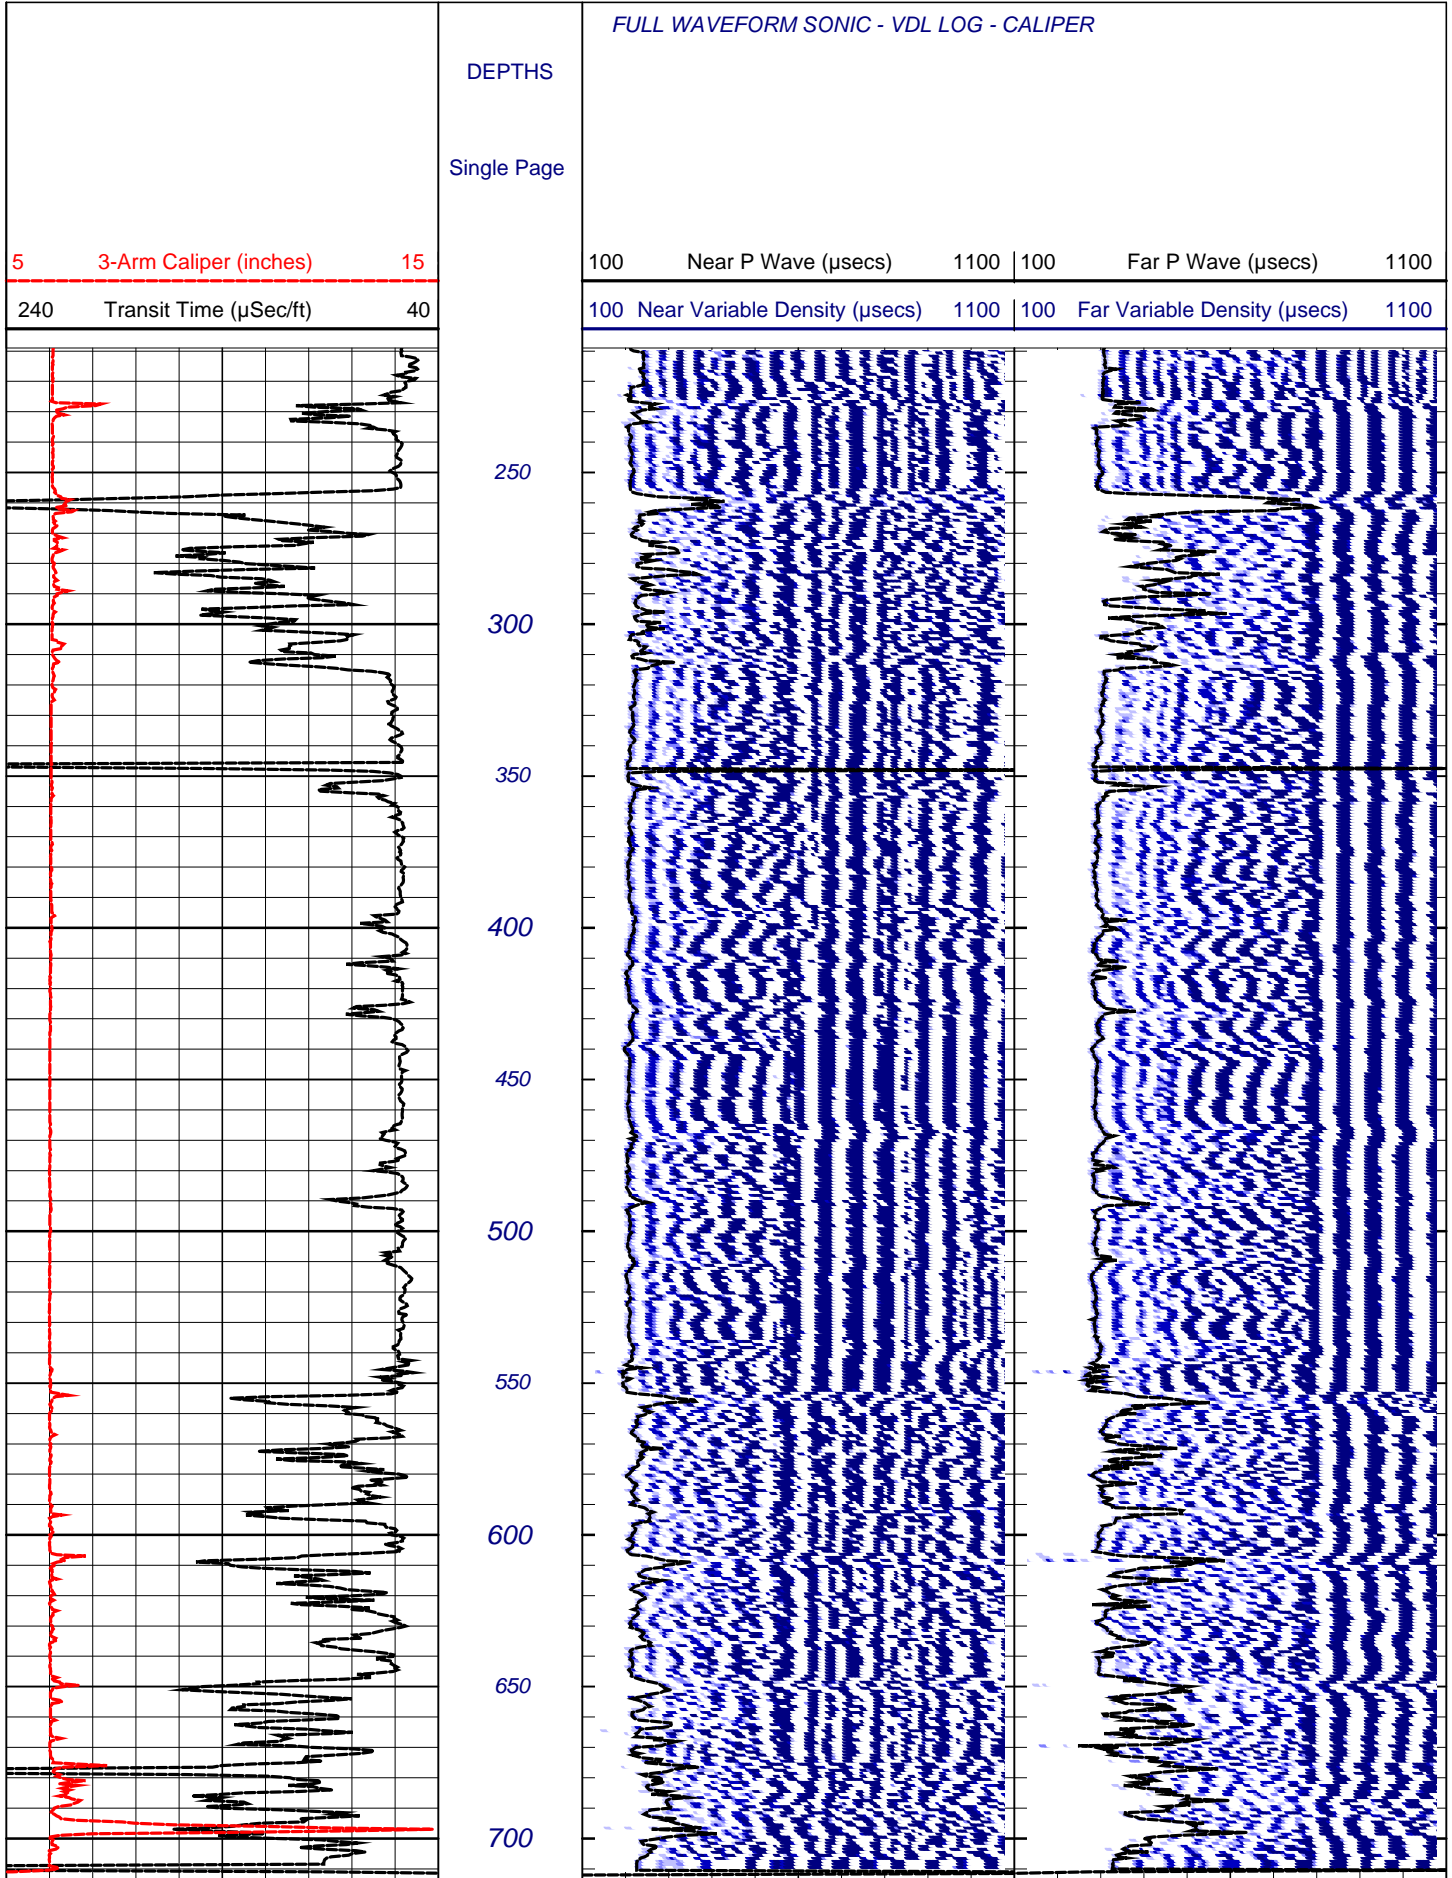 FULL WAVEFORM SONIC - VDL LOG - CALIPER
DEPTHS
Single Page
5 3-Arm Caliper (inches) 15
240 Transit Time (µSec/ft) 40
100 Near P Wave (µsecs) 1100
100 Far P Wave (µsecs) 1100
100 Near Variable Density (µsecs) 1100
100 Far Variable Density (µsecs) 1100
250
300
350
400
450
500
550
600
650
700